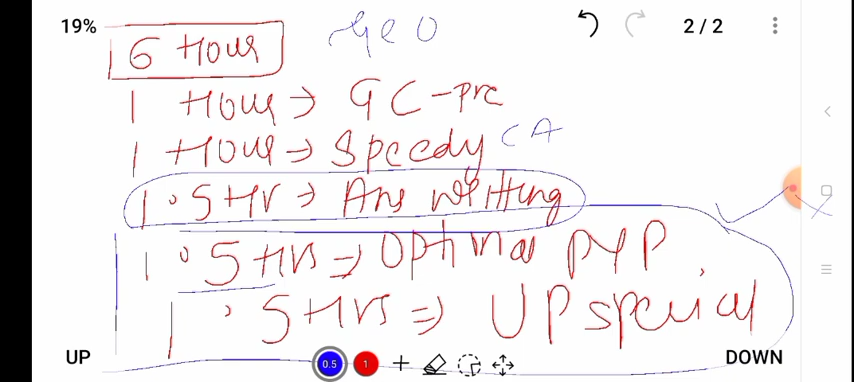 19%
6 Hour
Geo
2/2
1 Hour → GC-pre
1 Hour → Speedy CA
1.5 Hr → Ans writting
1.5 Hrs → Optional PYP
1.5 Hrs → UP special
UP
0.5
1
DOWN